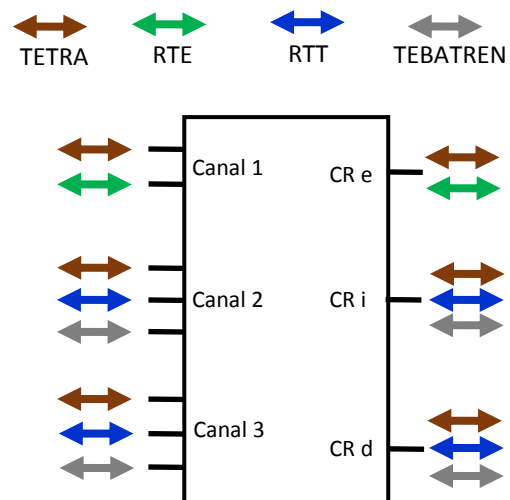 TETRA RTE RTT TEBATREN
Canal 1 CR e
Canal 2 CR i
Canal 3 CR d